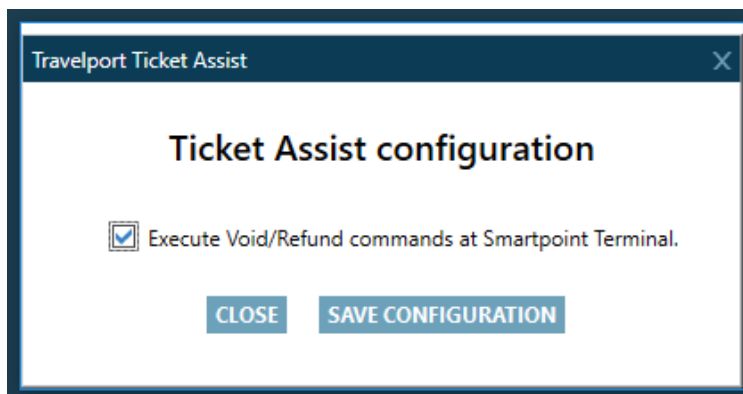 Travelport Ticket Assist X
Ticket Assist configuration
Execute Void/Refund commands at Smartpoint Terminal.
CLOSE SAVE CONFIGURATION